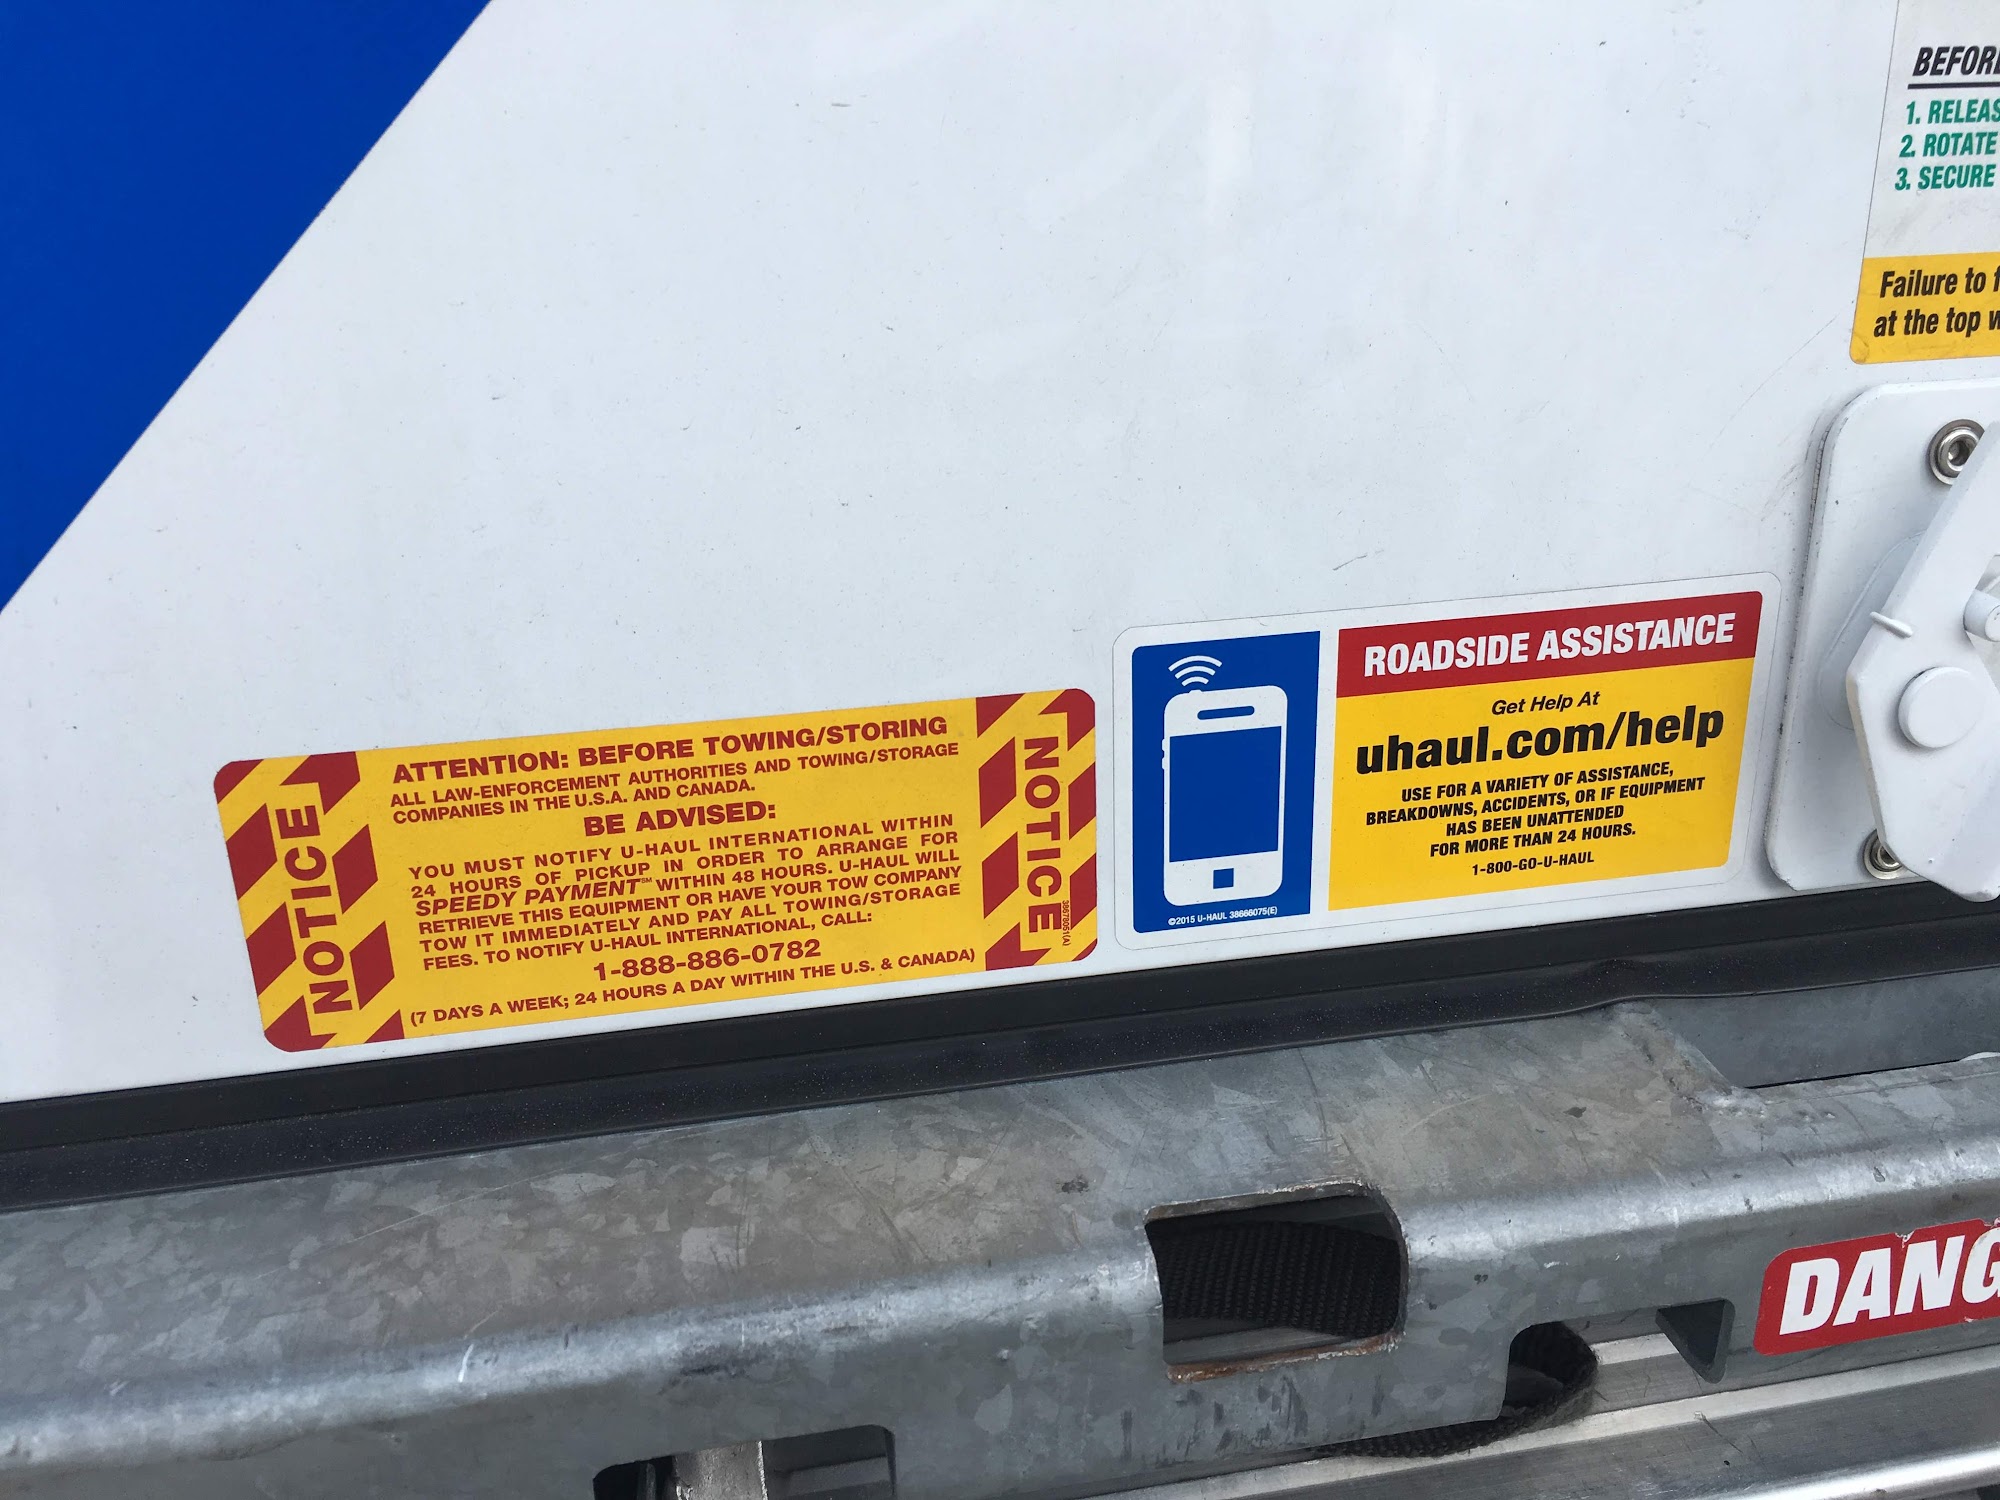 BEFORE
1. RELEAS
2. ROTATE
3. SECURE
Failure to f
at the top w
NOTICE
ATTENTION: BEFORE TOWING/STORING
ALL LAW-ENFORCEMENT AUTHORITIES AND TOWING/STORAGE
COMPANIES IN THE U.S.A. AND CANADA.
BE ADVISED:
YOU MUST NOTIFY U-HAUL INTERNATIONAL WITHIN
24 HOURS OF PICKUP IN ORDER TO ARRANGE FOR
SPEEDY PAYMENT℠ WITHIN 48 HOURS. U-HAUL WILL
RETRIEVE THIS EQUIPMENT OR HAVE YOUR TOW COMPANY
TOW IT IMMEDIATELY AND PAY ALL TOWING/STORAGE
FEES. TO NOTIFY U-HAUL INTERNATIONAL, CALL:
1-888-886-0782
(7 DAYS A WEEK; 24 HOURS A DAY WITHIN THE U.S. & CANADA)
NOTICE
©2015 U-HAUL 38666075(E)
ROADSIDE ASSISTANCE
Get Help At
uhaul.com/help
USE FOR A VARIETY OF ASSISTANCE,
BREAKDOWNS, ACCIDENTS, OR IF EQUIPMENT
HAS BEEN UNATTENDED
FOR MORE THAN 24 HOURS.
1-800-GO-U-HAUL
DANG